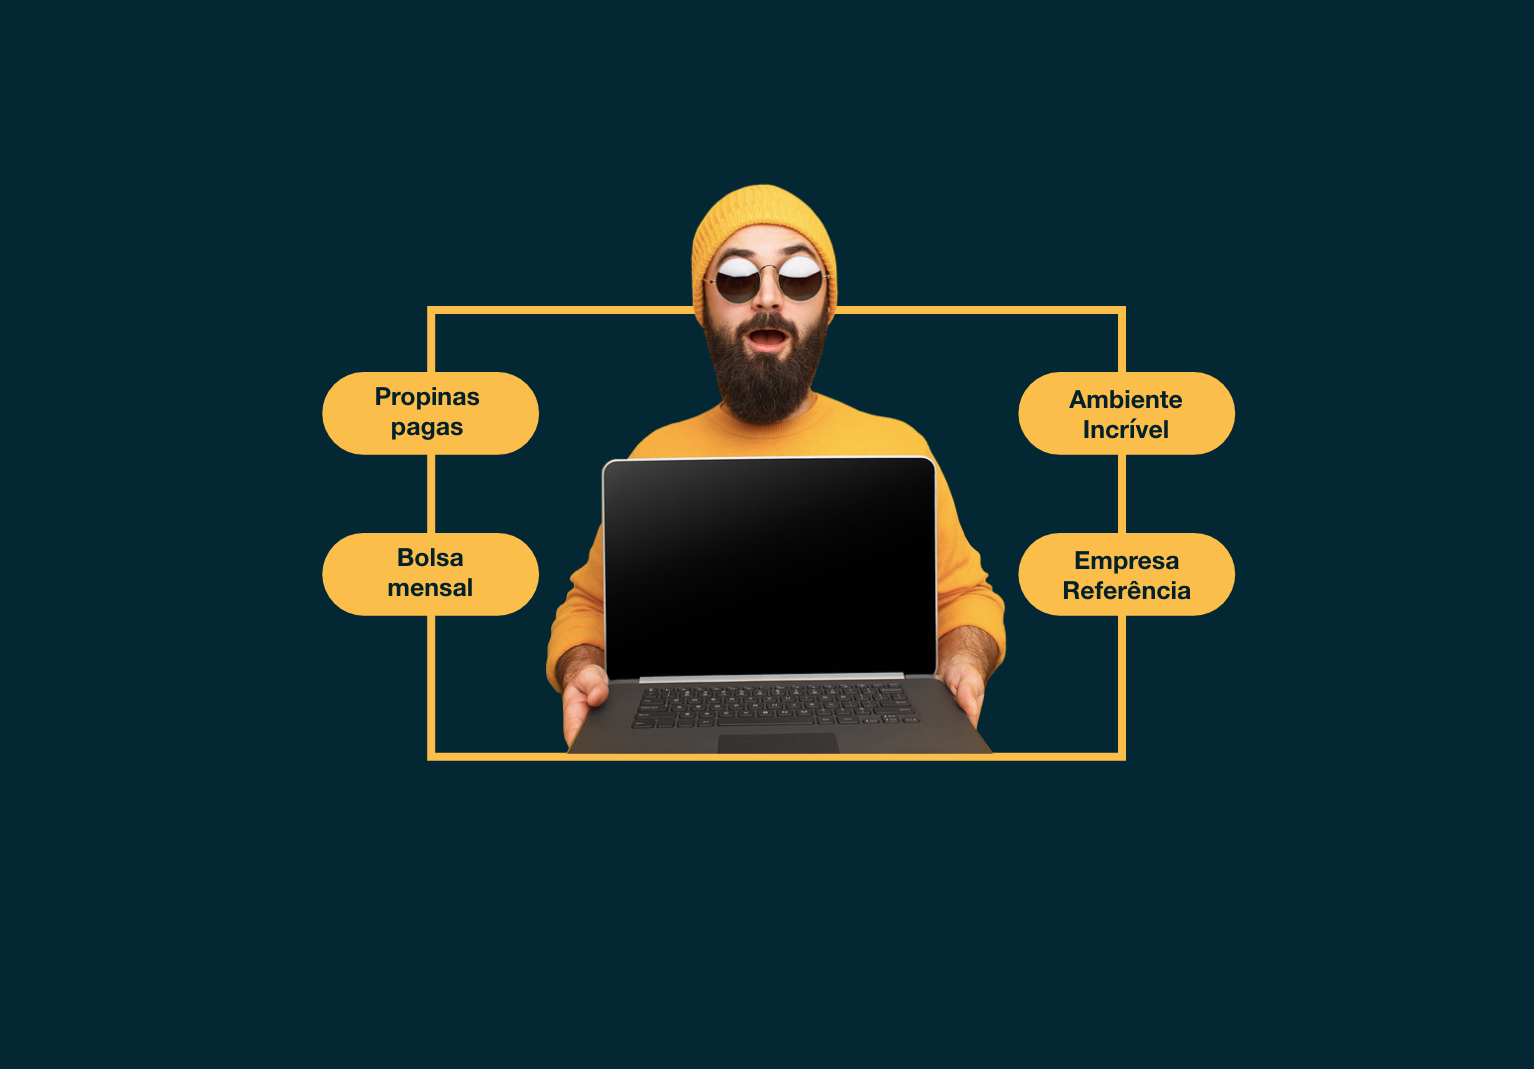 Propinas
pagas
Ambiente
Incrível
Bolsa
mensal
Empresa
Referência